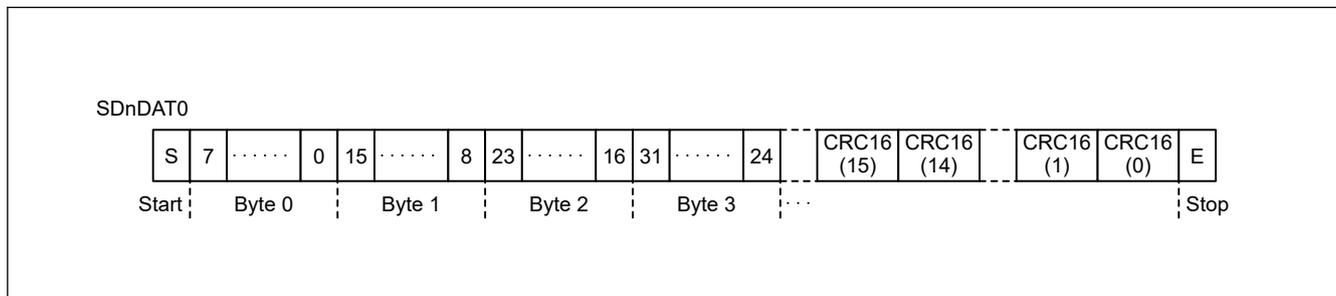 SDnDAT0
S 7 ······ 0 15 ······ 8 23 ······ 16 31 ······ 24 CRC16 (15) CRC16 (14) CRC16 (1) CRC16 (0) E
Start Byte 0 Byte 1 Byte 2 Byte 3 ··· Stop